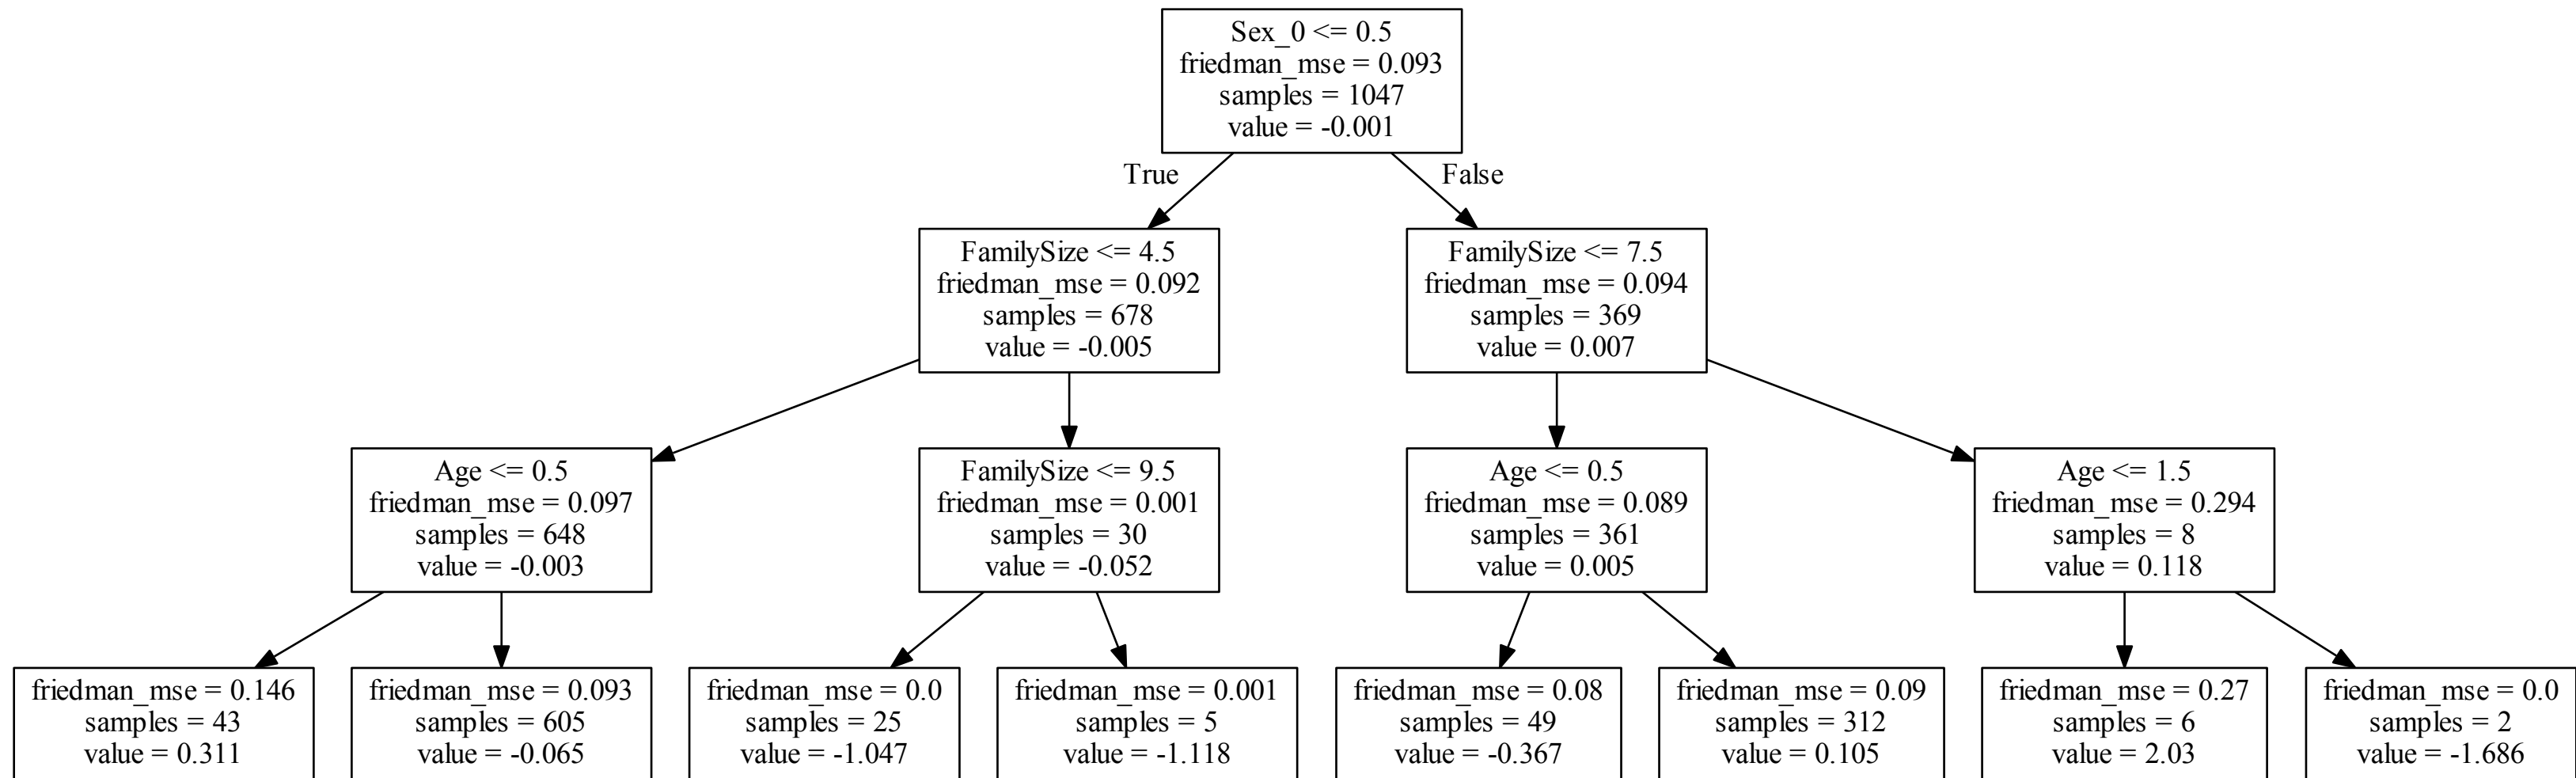 Sex_0 <= 0.5
friedman_mse = 0.093
samples = 1047
value = -0.001
True
False
FamilySize <= 4.5
friedman_mse = 0.092
samples = 678
value = -0.005
FamilySize <= 7.5
friedman_mse = 0.094
samples = 369
value = 0.007
Age <= 0.5
friedman_mse = 0.097
samples = 648
value = -0.003
FamilySize <= 9.5
friedman_mse = 0.001
samples = 30
value = -0.052
Age <= 0.5
friedman_mse = 0.089
samples = 361
value = 0.005
Age <= 1.5
friedman_mse = 0.294
samples = 8
value = 0.118
friedman_mse = 0.146
samples = 43
value = 0.311
friedman_mse = 0.093
samples = 605
value = -0.065
friedman_mse = 0.0
samples = 25
value = -1.047
friedman_mse = 0.001
samples = 5
value = -1.118
friedman_mse = 0.08
samples = 49
value = -0.367
friedman_mse = 0.09
samples = 312
value = 0.105
friedman_mse = 0.27
samples = 6
value = 2.03
friedman_mse = 0.0
samples = 2
value = -1.686